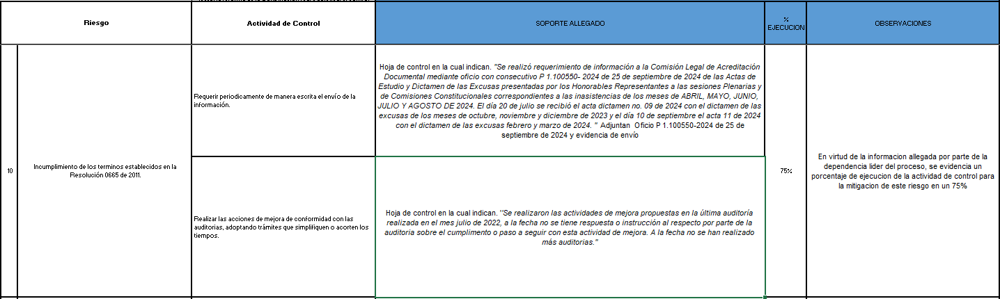 Riesgo
Actividad de Control
SOPORTE ALLEGADO
%
EJECUCION
OBSERVACIONES
10
Incumplimiento de los terminos establecidos en la
Resolución 0665 de 2011.
Requerir periodicamente de manera escrita el envío de la
información.
Hoja de control en la cual indican. "Se realizó requerimiento de información a la Comisión Legal de Acreditación
Documental mediante oficio con consecutivo P 1.100550- 2024 de 25 de septiembre de 2024 de las Actas de
Estudio y Dictamen de las Excusas presentadas por los Honorables Representantes a las sesiones Plenarias y
de Comisiones Constitucionales correspondientes a las inasistencias de los meses de ABRIL, MAYO, JUNIO,
JULIO Y AGOSTO DE 2024. El día 20 de julio se recibió el acta dictamen no. 09 de 2024 con el dictamen de las
excusas de los meses de octubre, noviembre y diciembre de 2023 y el día 10 de septiembre el acta 11 de 2024
con el dictamen de las excusas febrero y marzo de 2024. " Adjuntan Oficio P 1.100550-2024 de 25 de
septiembre de 2024 y evidencia de envío
Realizar las acciones de mejora de conformidad con las
auditorias, adoptando trámites que simplifiquen o acorten los
tiempos.
Hoja de control en la cual indican. ''Se realizaron las actividades de mejora propuestas en la última auditoría
realizada en el mes julio de 2022, a la fecha no se tiene respuesta o instrucción al respecto por parte de la
auditoria sobre el cumplimento o paso a seguir con esta actividad de mejora. A la fecha no se han realizado
más auditorias."
75%
En virtud de la informacion allegada por parte de la
dependencia lider del proceso, se evidencia un
porcentaje de ejecucion de la actividad de control para
la mitigacion de este riesgo en un 75%